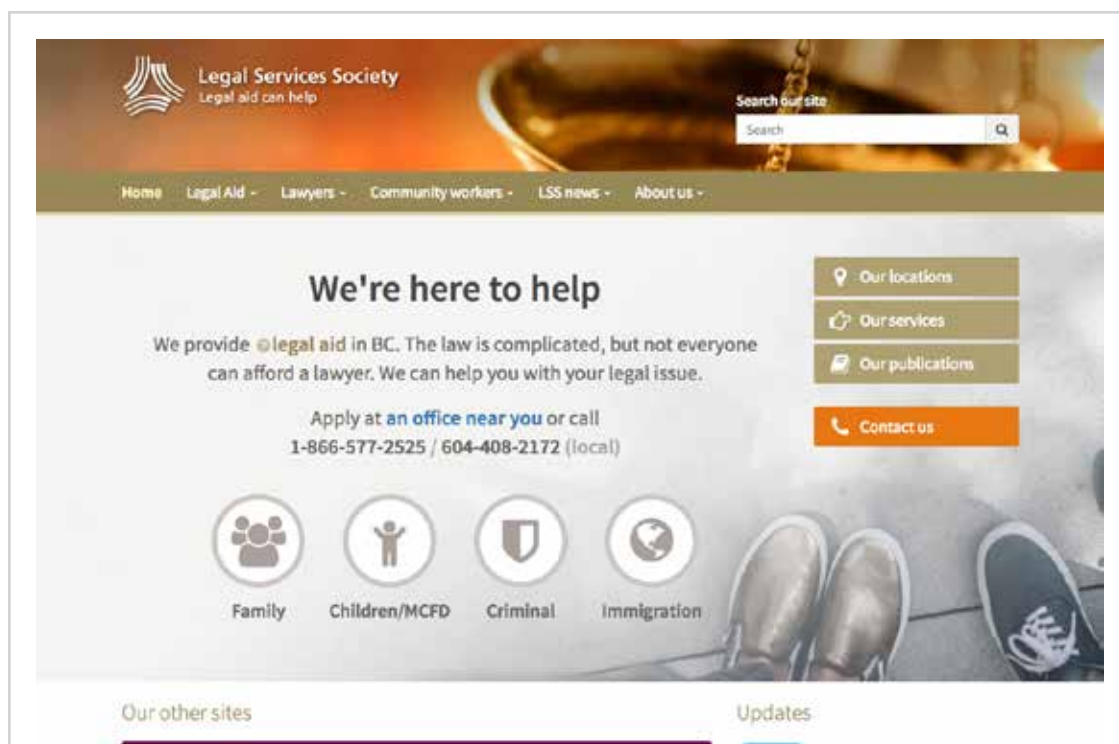 Legal Services Society
Legal aid can help
Search our site
Search
Home Legal Aid Lawyers Community workers LSS news About us
We're here to help
We provide legal aid in BC. The law is complicated, but not everyone
can afford a lawyer. We can help you with your legal issue.
Apply at an office near you or call
1-866-577-2525 / 604-408-2172 (local)
Family Children/MCFD Criminal Immigration
Our locations
Our services
Our publications
Contact us
Our other sites
Updates